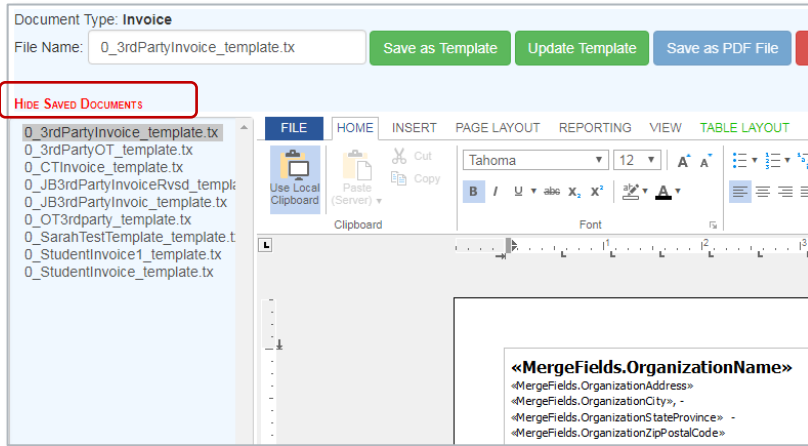 Document Type: Invoice
File Name: 0_3rdPartyInvoice_template.tx Save as Template Update Template Save as PDF File
Hide Saved Documents
0_3rdPartyInvoice_template.tx
0_3rdPartyOT_template.tx
0_CTInvoice_template.tx
0_JB3rdPartyInvoiceRvsd_templa
0_JB3rdPartyInvoic_template.tx
0_OT3rdparty_template.tx
0_SarahTestTemplate_template.t
0_StudentInvoice1_template.tx
0_StudentInvoice_template.tx
FILE HOME INSERT PAGE LAYOUT REPORTING VIEW TABLE LAYOUT
Use Local Clipboard
Paste (Server)
Cut
Copy
Clipboard
Tahoma 12 A A
B I U abc X, X² A
Font
L
1 2 3
«MergeFields.OrganizationName»
«MergeFields.OrganizationAddress»
«MergeFields.OrganizationCity», -
«MergeFields.OrganizationStateProvince» -
«MergeFields.OrganizationZipPostalCode»